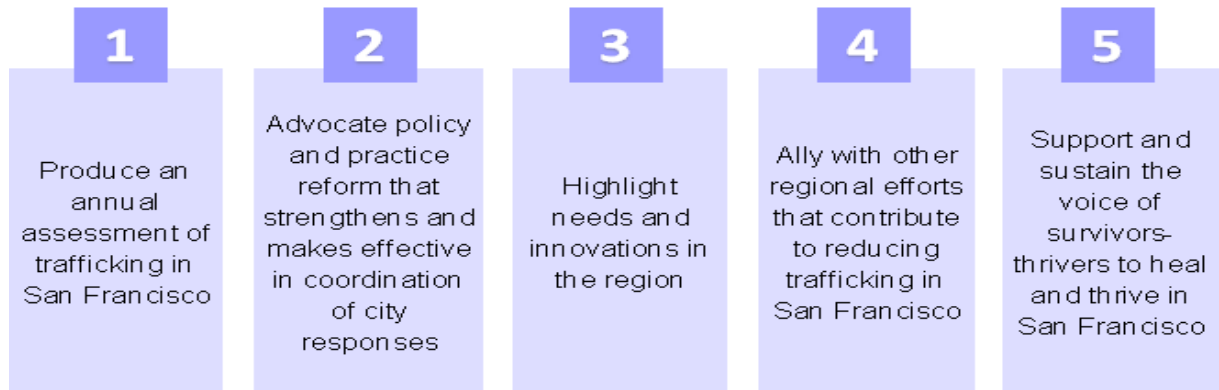 1
Produce an
annual
assessment of
trafficking in
San Francisco
2
Advocate policy
and practice
reform that
strengthens and
makes effective
in coordination
of city
responses
3
Highlight
needs and
innovations in
the region
4
Ally with other
regional efforts
that contribute
to reducing
trafficking in
San Francisco
5
Support and
sustain the
voice of
survivors-
thrivers to heal
and thrive in
San Francisco